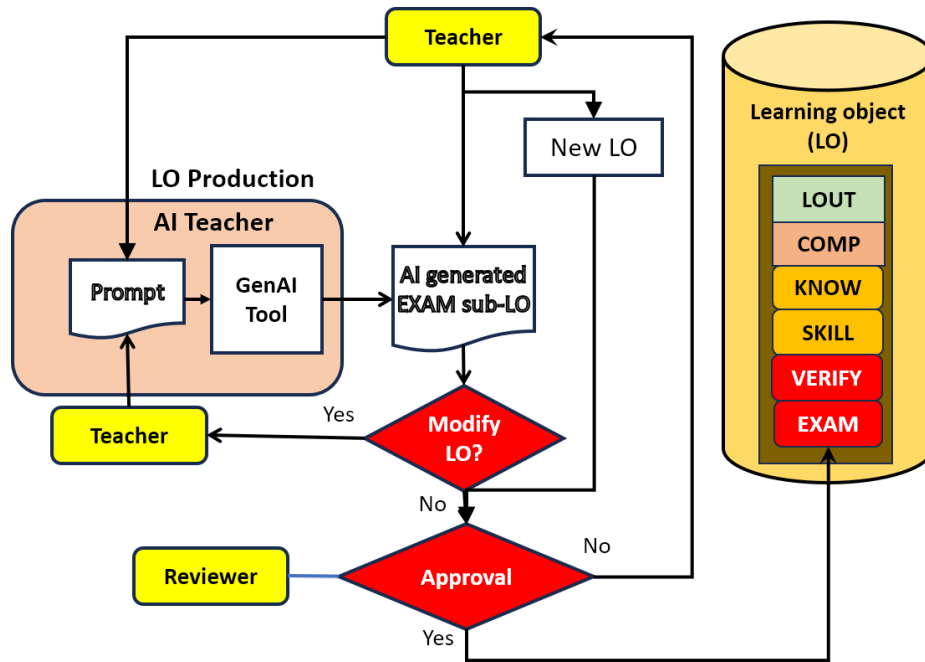 Teacher
Learning object
(LO)
New LO
LO Production
AI Teacher
LOUT
COMP
KNOW
SKILL
VERIFY
EXAM
Prompt
GenAI
Tool
AI generated
EXAM sub-LO
Yes
Teacher
Modify
LO?
No
No
Reviewer
Approval
Yes